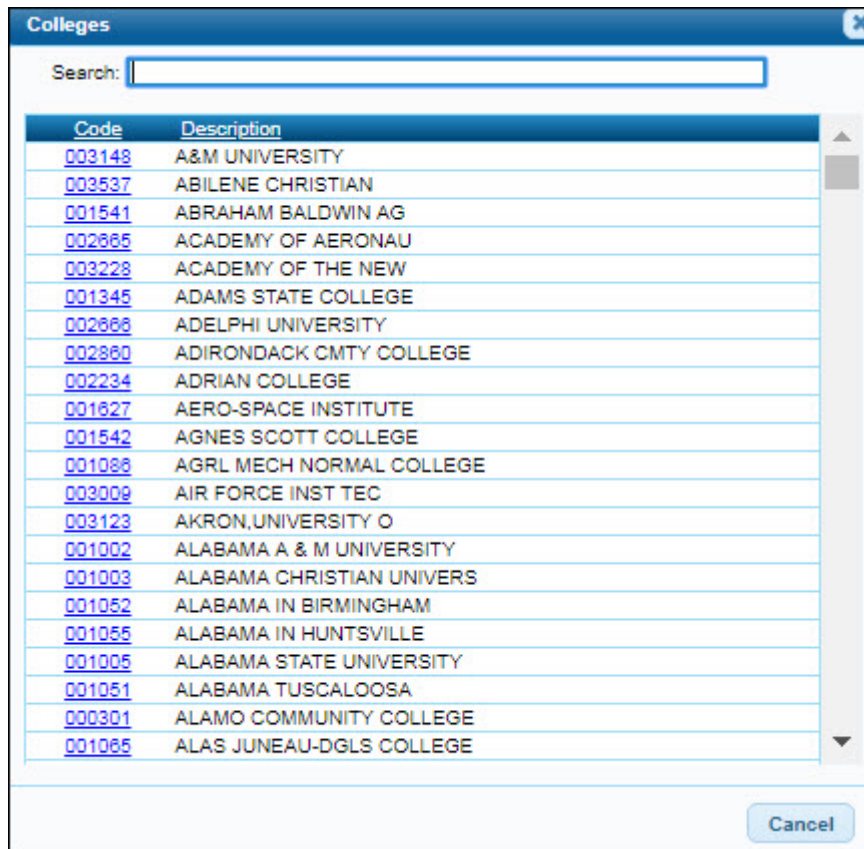 Colleges
Search:
Code Description
003148 A&M UNIVERSITY
003537 ABILENE CHRISTIAN
001541 ABRAHAM BALDWIN AG
002665 ACADEMY OF AERONAU
003228 ACADEMY OF THE NEW
001345 ADAMS STATE COLLEGE
002666 ADELPHI UNIVERSITY
002860 ADIRONDACK CMTY COLLEGE
002234 ADRIAN COLLEGE
001627 AERO-SPACE INSTITUTE
001542 AGNES SCOTT COLLEGE
001086 AGRL MECH NORMAL COLLEGE
003009 AIR FORCE INST TEC
003123 AKRON,UNIVERSITY O
001002 ALABAMA A & M UNIVERSITY
001003 ALABAMA CHRISTIAN UNIVERS
001052 ALABAMA IN BIRMINGHAM
001055 ALABAMA IN HUNTSVILLE
001005 ALABAMA STATE UNIVERSITY
001051 ALABAMA TUSCALOOSA
000301 ALAMO COMMUNITY COLLEGE
001065 ALAS JUNEAU-DGLS COLLEGE
Cancel